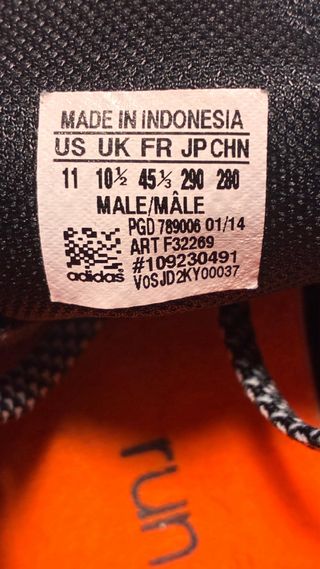 MADE IN INDONESIA
US UK FR JP CHN
11 10½ 45⅓ 290 280
MALE/MÂLE
PGD 789006 01/14
ART F32269
#109230491
V0SJD2KY00037
adidas
run